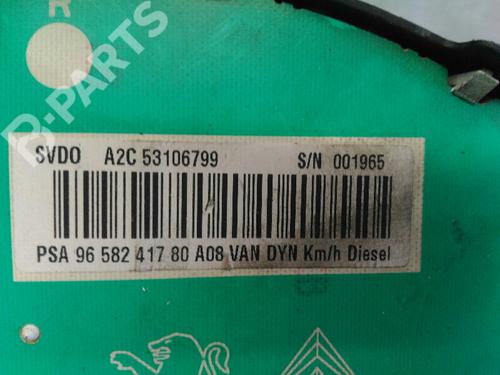 R
B-PARTS
SVDO A2C 53106799 S/N 001965
PSA 96 582 417 80 A08 VAN DYN Km/h Diesel